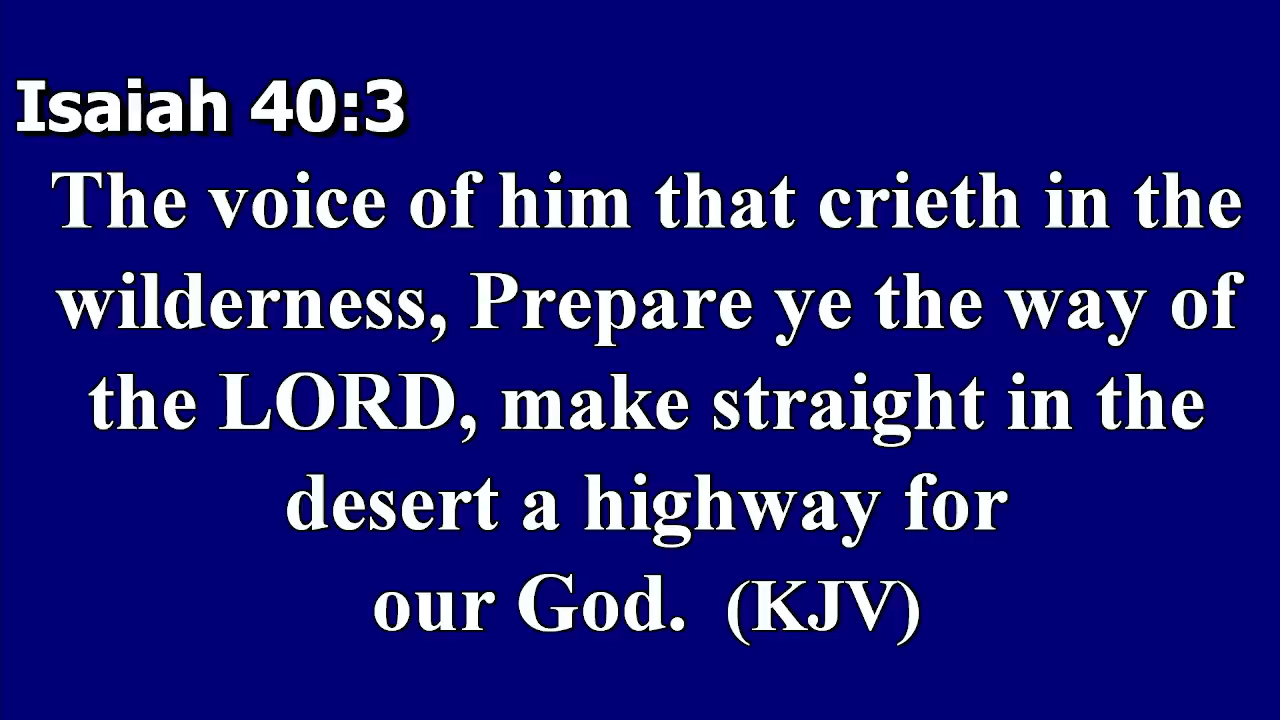 Isaiah 40:3
The voice of him that crieth in the
wilderness, Prepare ye the way of
the LORD, make straight in the
desert a highway for
our God. (KJV)